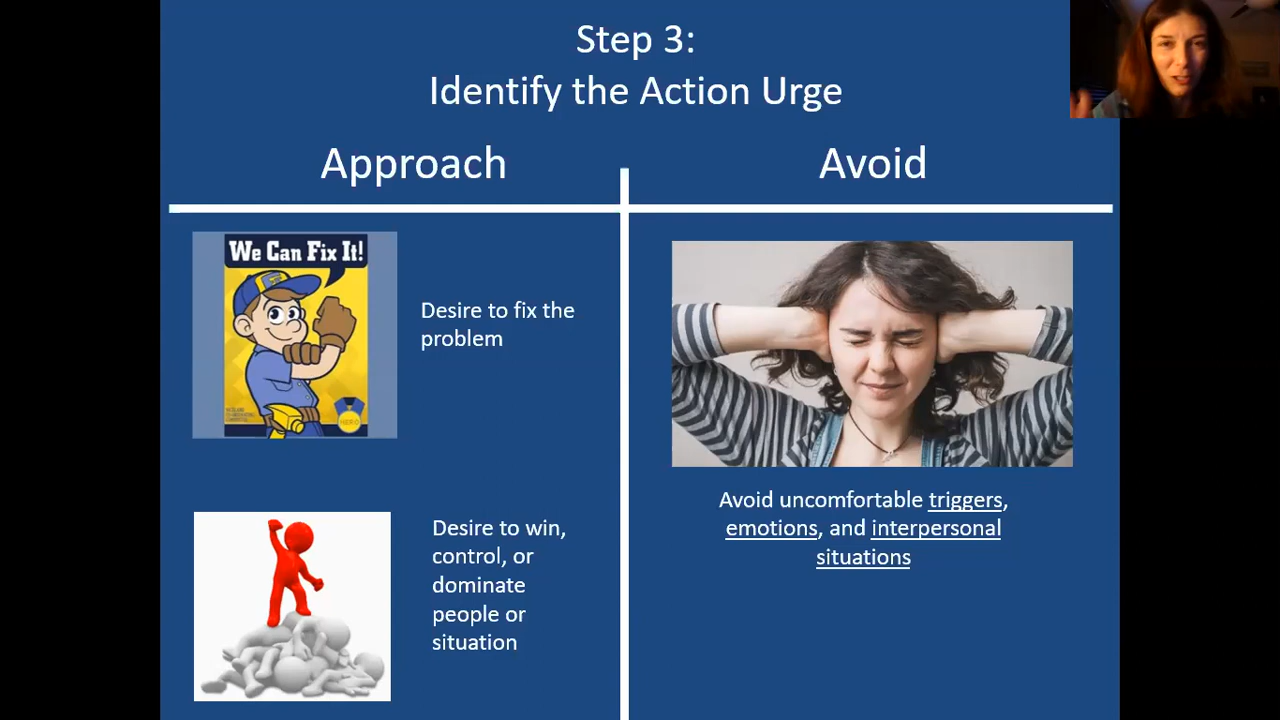 Step 3:
Identify the Action Urge
Approach
Avoid
We Can Fix It!
Desire to fix the
problem
HERO
Desire to win,
control, or
dominate
people or
situation
Avoid uncomfortable triggers,
emotions, and interpersonal
situations